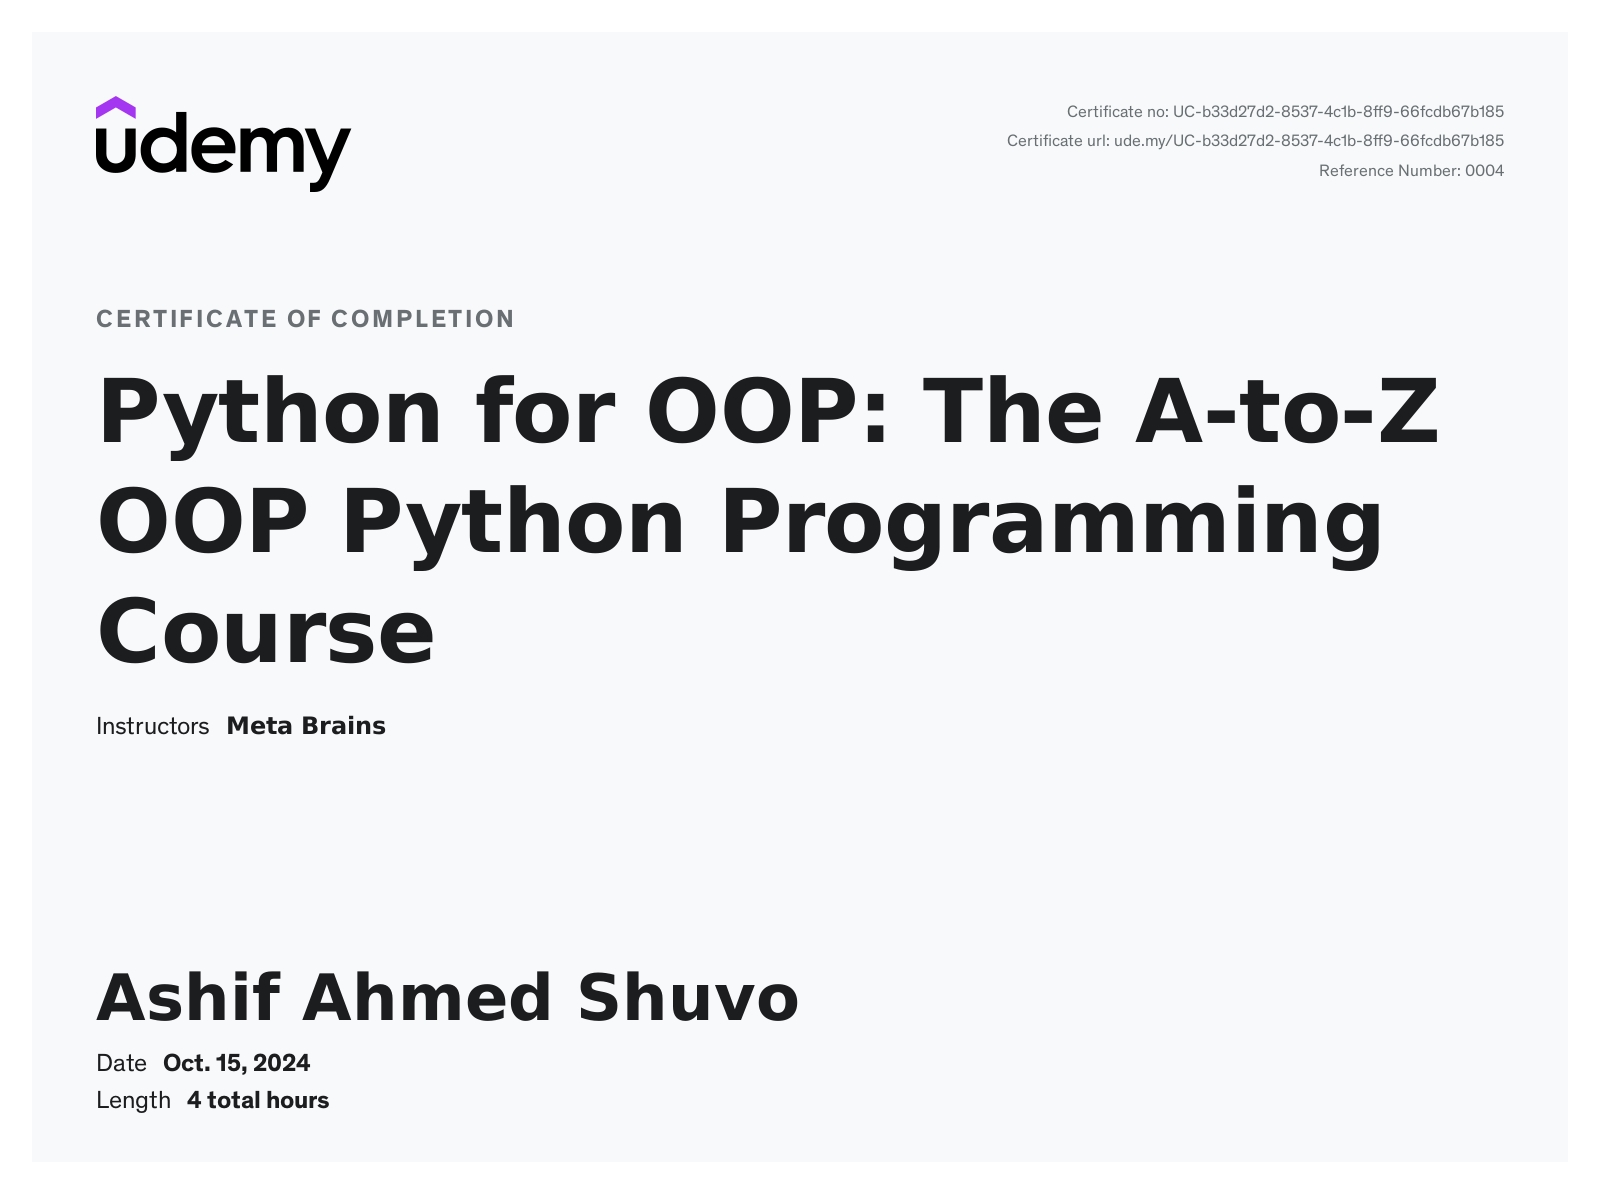 udemy
Certificate no: UC-b33d27d2-8537-4c1b-8ff9-66fcdb67b185
Certificate url: ude.my/UC-b33d27d2-8537-4c1b-8ff9-66fcdb67b185
Reference Number: 0004
CERTIFICATE OF COMPLETION
Python for OOP: The A-to-Z
OOP Python Programming
Course
Instructors Meta Brains
Ashif Ahmed Shuvo
Date Oct. 15, 2024
Length 4 total hours